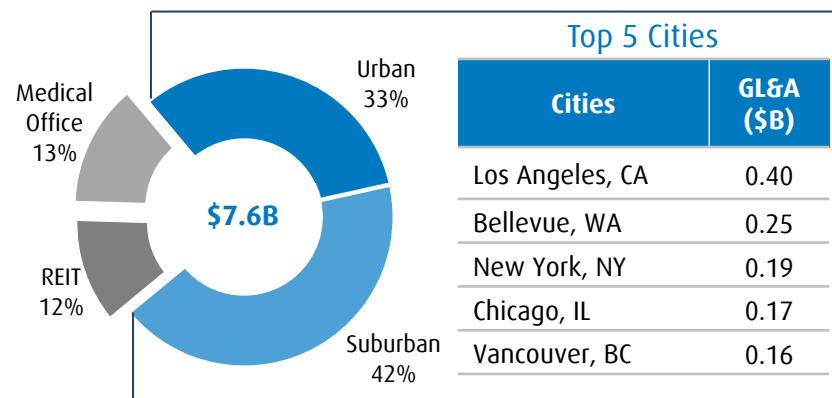 Urban
33%
Medical
Office
13%
$7.6B
REIT
12%
Suburban
42%
Top 5 Cities
Cities GL&A
($B)
Los Angeles, CA 0.40
Bellevue, WA 0.25
New York, NY 0.19
Chicago, IL 0.17
Vancouver, BC 0.16